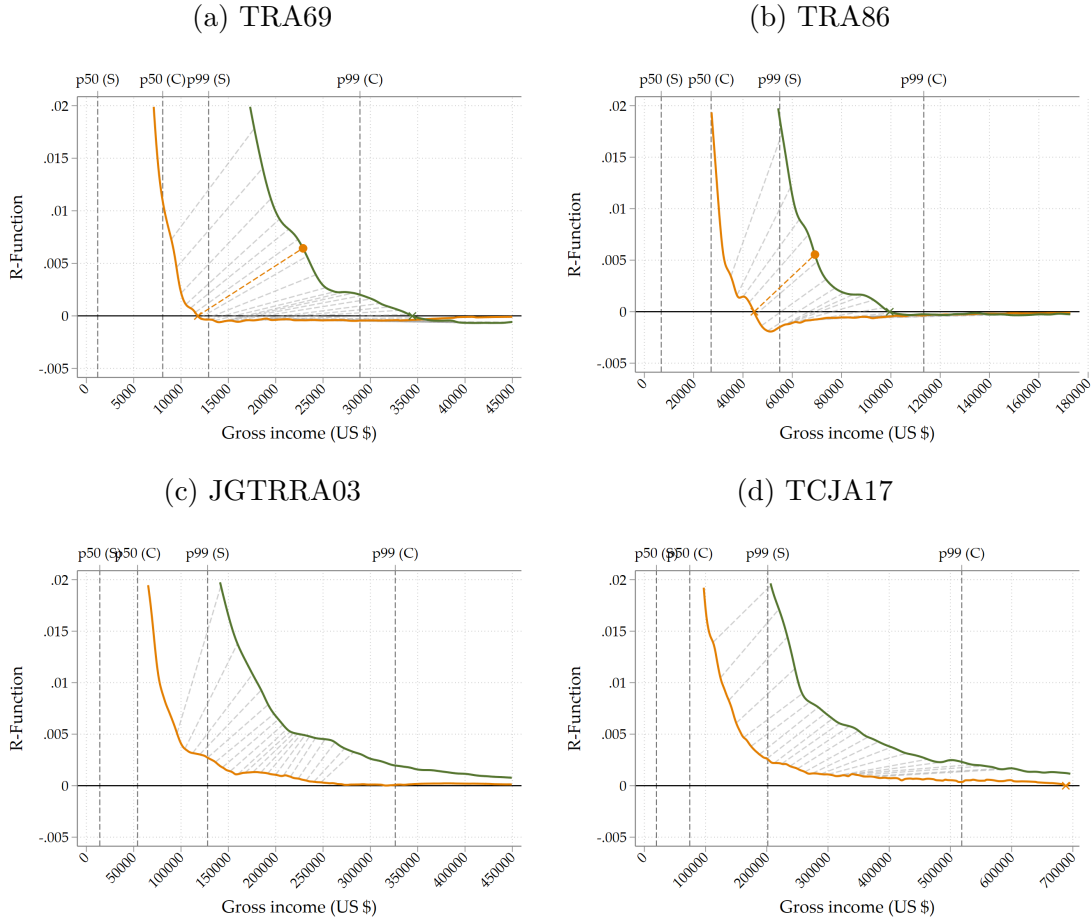 (a) TRA69
p50 (S) p50 (C) p99 (S) p99 (C)
.02
.015
.01
.005
0
-.005
R-Function
0 5000 10000 15000 20000 25000 30000 35000 40000 45000
Gross income (US $)
(b) TRA86
p50 (S) p50 (C) p99 (S) p99 (C)
.02
.015
.01
.005
0
-.005
R-Function
0 20000 40000 60000 80000 100000 120000 140000 160000 180000
Gross income (US $)
(c) JGTRRA03
p50 (S) p50 (C) p99 (S) p99 (C)
.02
.015
.01
.005
0
-.005
R-Function
0 50000 100000 150000 200000 250000 300000 350000 400000 450000
Gross income (US $)
(d) TCJA17
p50 (S) p50 (C) p99 (S) p99 (C)
.02
.015
.01
.005
0
-.005
R-Function
0 100000 200000 300000 400000 500000 600000 700000
Gross income (US $)